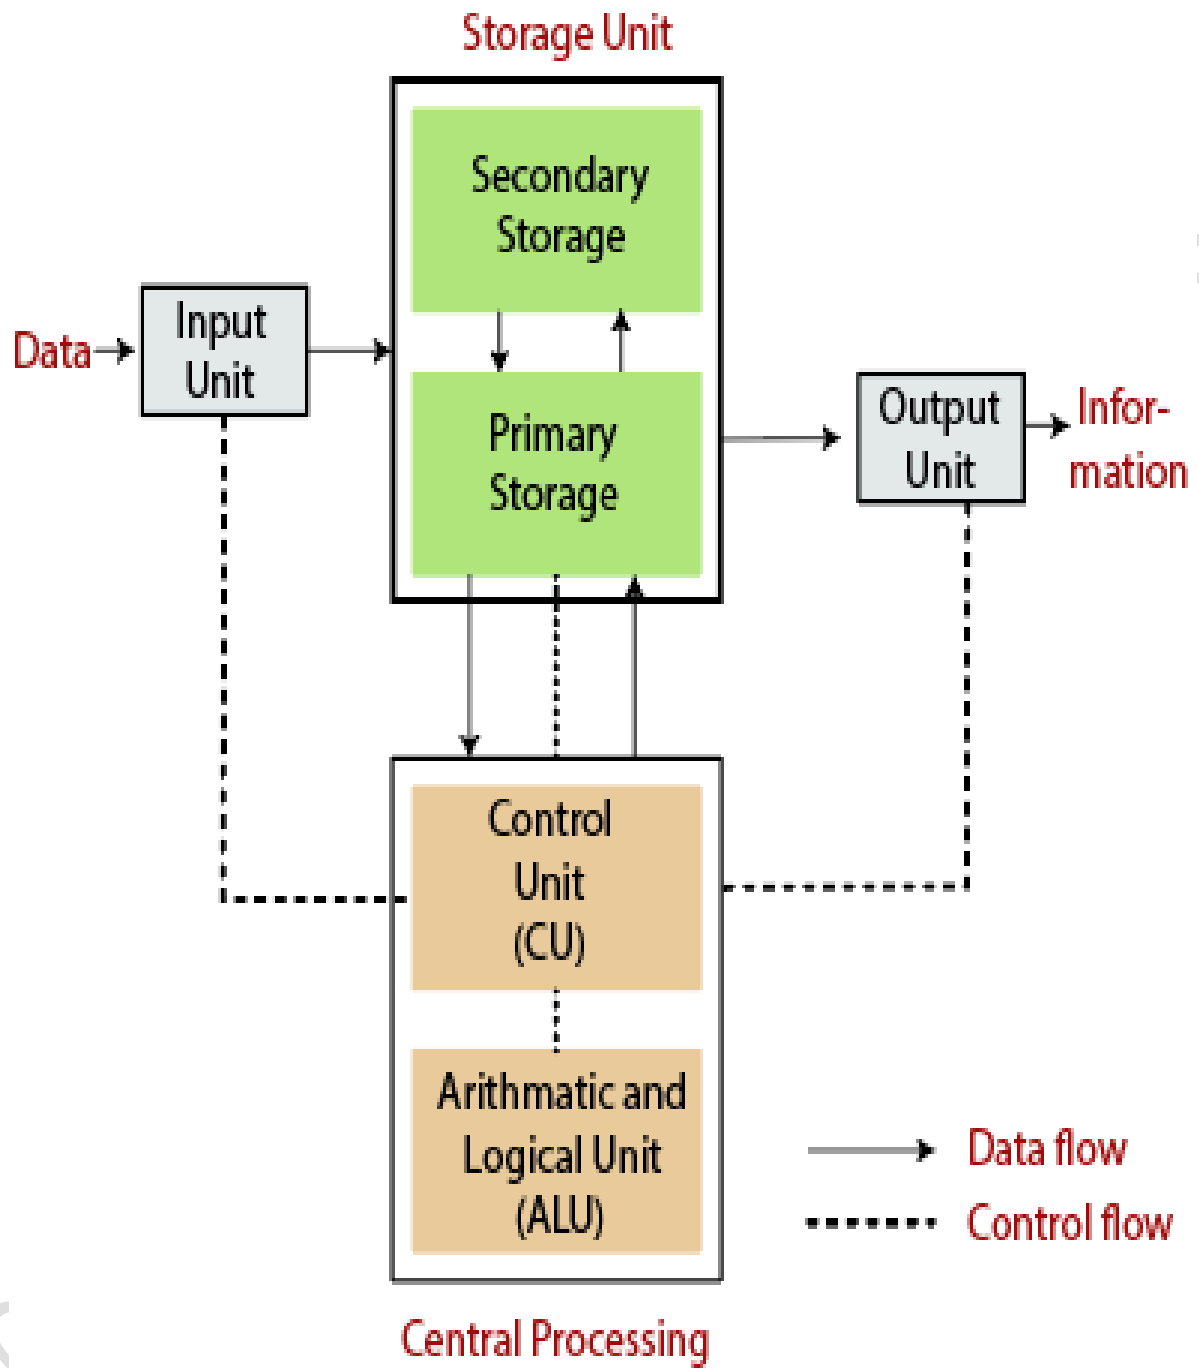 Storage Unit
Secondary
Storage
Data
Input
Unit
Primary
Storage
Output
Unit
Infor-
mation
Control
Unit
(CU)
Arithmatic and
Logical Unit
(ALU)
Data flow
Control flow
Central Processing